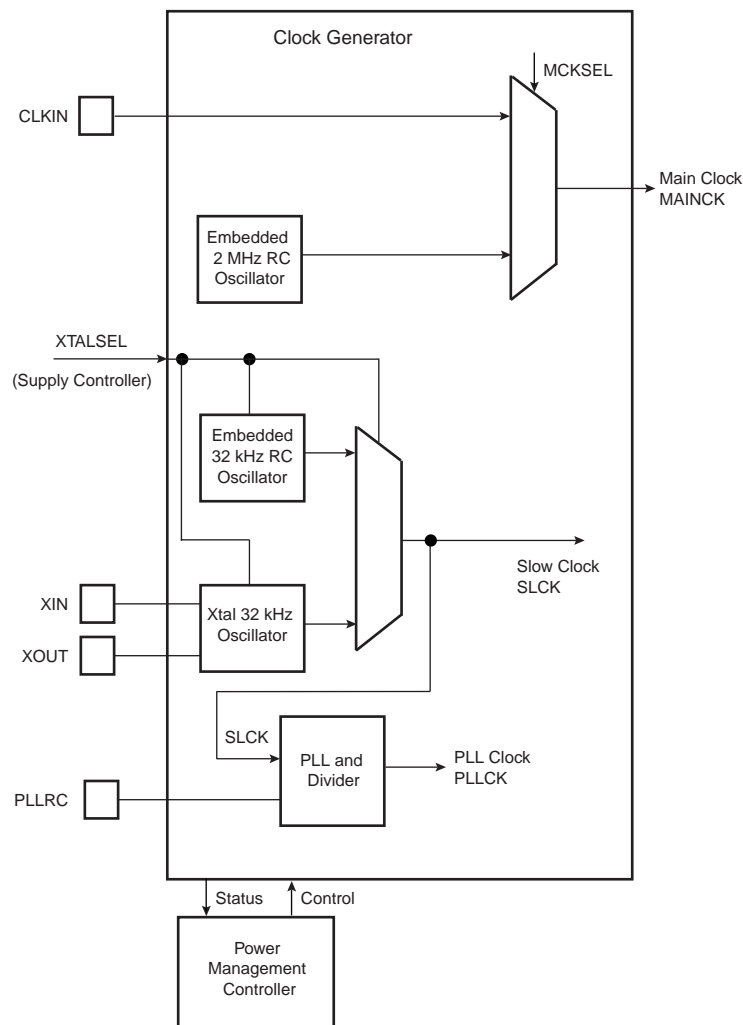 Clock Generator
MCKSEL
CLKIN
Main Clock
MAINCK
Embedded
2 MHz RC
Oscillator
XTALSEL
(Supply Controller)
Embedded
32 kHz RC
Oscillator
Slow Clock
SLCK
XIN
Xtal 32 kHz
Oscillator
XOUT
SLCK
PLL and
Divider
PLL Clock
PLLCK
PLLRC
Status
Control
Power
Management
Controller